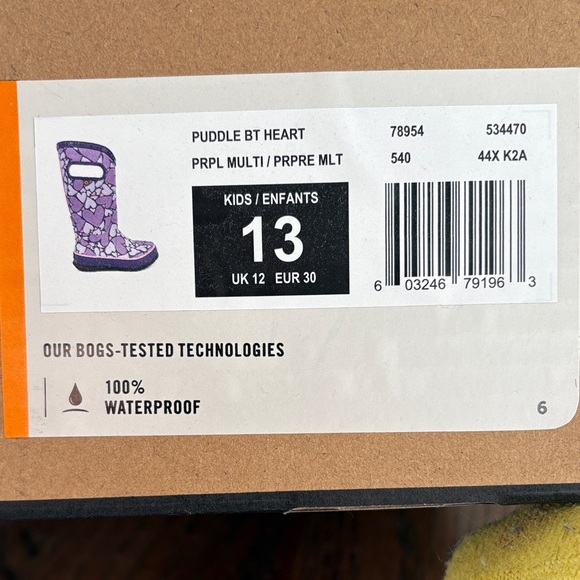 PUDDLE BT HEART 78954 534470
PRPL MULTI / PRPRE MLT 540 44X K2A
KIDS / ENFANTS
13
UK 12 EUR 30
6 03246 79196 3
OUR BOGS-TESTED TECHNOLOGIES
100%
WATERPROOF
6